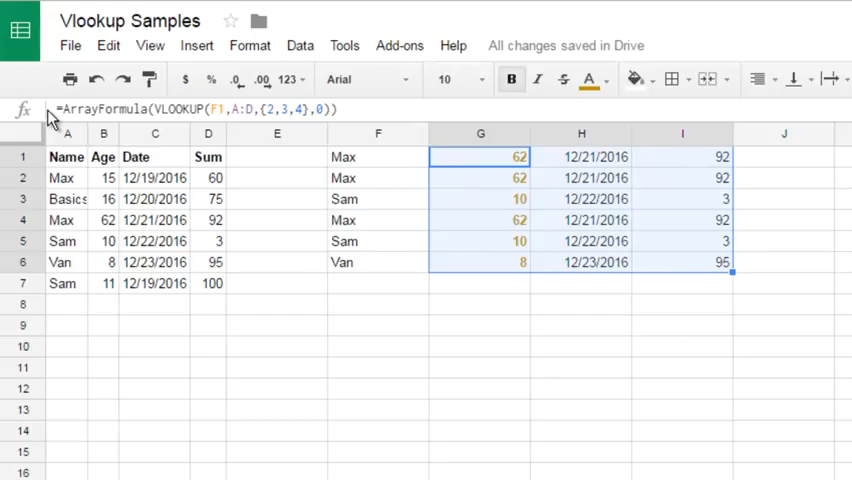 Vlookup Samples
File Edit View Insert Format Data Tools Add-ons Help All changes saved in Drive
$ % .0 .00 123 Arial 10 B I S A
fx =ArrayFormula(VLOOKUP(F1,A:D,{2,3,4},0))
A B C D E F G H I J
1 Name Age Date Sum Max 62 12/21/2016 92
2 Max 15 12/19/2016 60 Max 62 12/21/2016 92
3 Basics 16 12/20/2016 75 Sam 10 12/22/2016 3
4 Max 62 12/21/2016 92 Max 62 12/21/2016 92
5 Sam 10 12/22/2016 3 Sam 10 12/22/2016 3
6 Van 8 12/23/2016 95 Van 8 12/23/2016 95
7 Sam 11 12/19/2016 100
8
9
10
11
12
13
14
15
16